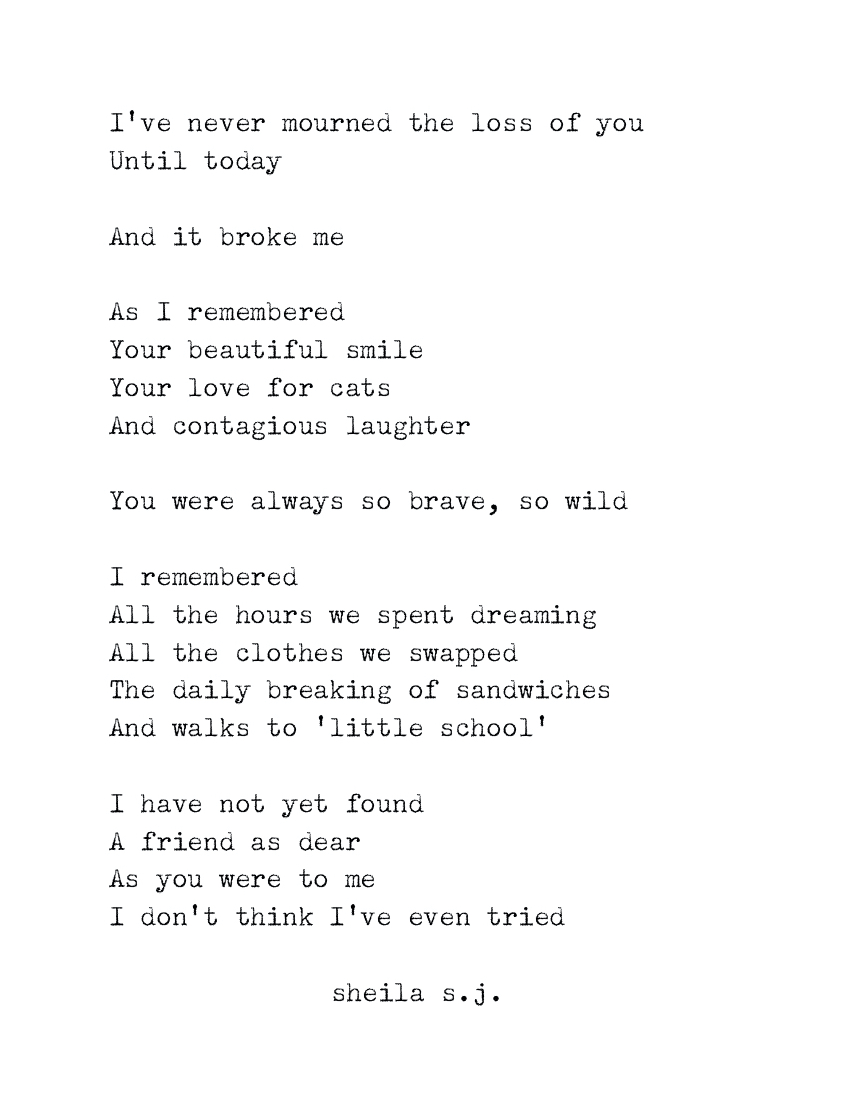 I've never mourned the loss of you
Until today
And it broke me
As I remembered
Your beautiful smile
Your love for cats
And contagious laughter
You were always so brave, so wild
I remembered
All the hours we spent dreaming
All the clothes we swapped
The daily breaking of sandwiches
And walks to 'little school'
I have not yet found
A friend as dear
As you were to me
I don't think I've even tried
sheila s.j.